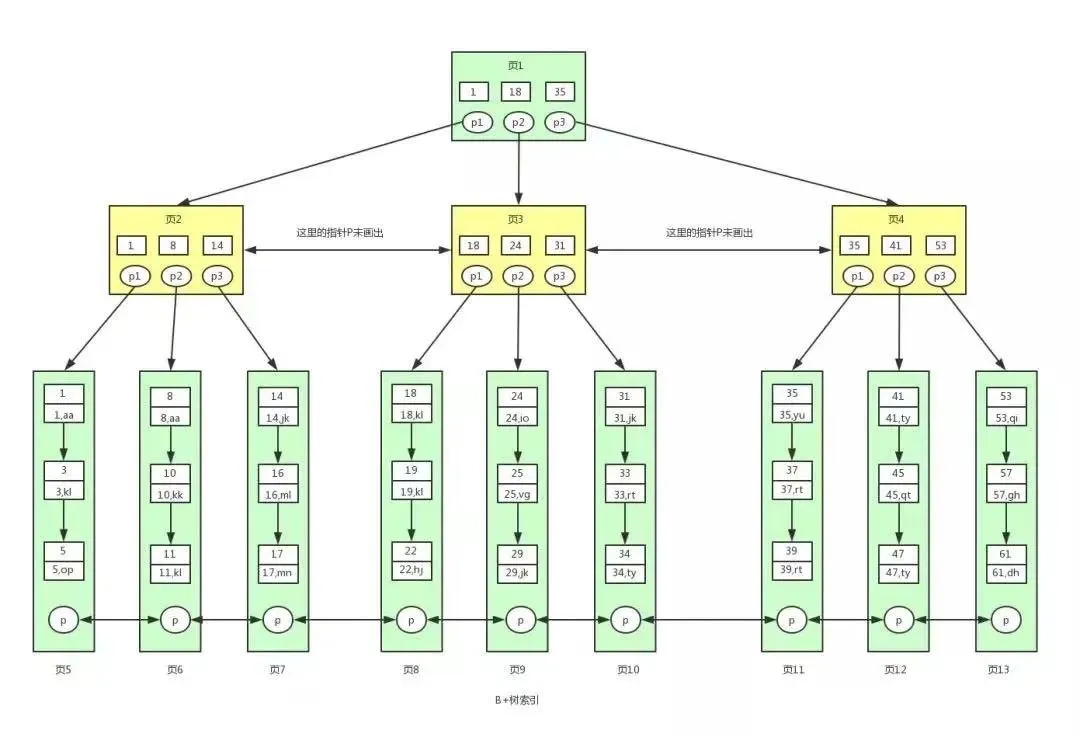 页1
1 18 35
p1 p2 p3
页2
1 8 14
p1 p2 p3
这里的指针P未画出
页3
18 24 31
p1 p2 p3
这里的指针P未画出
页4
35 41 53
p1 p2 p3
1
1,aa
3
3,kl
5
5,op
p
页5
8
8,aa
10
10,kk
11
11,kl
p
页6
14
14,jk
16
16,ml
17
17,mn
p
页7
18
18,kl
19
19,kl
22
22,hj
p
页8
24
24,io
25
25,vg
29
29,jk
p
页9
31
31,jk
33
33,rt
34
34,ty
p
页10
35
35,yu
37
37,rt
39
39,rt
p
页11
41
41,ty
45
45,qt
47
47,ty
p
页12
53
53,qi
57
57,gh
61
61,dh
p
页13
B+树索引